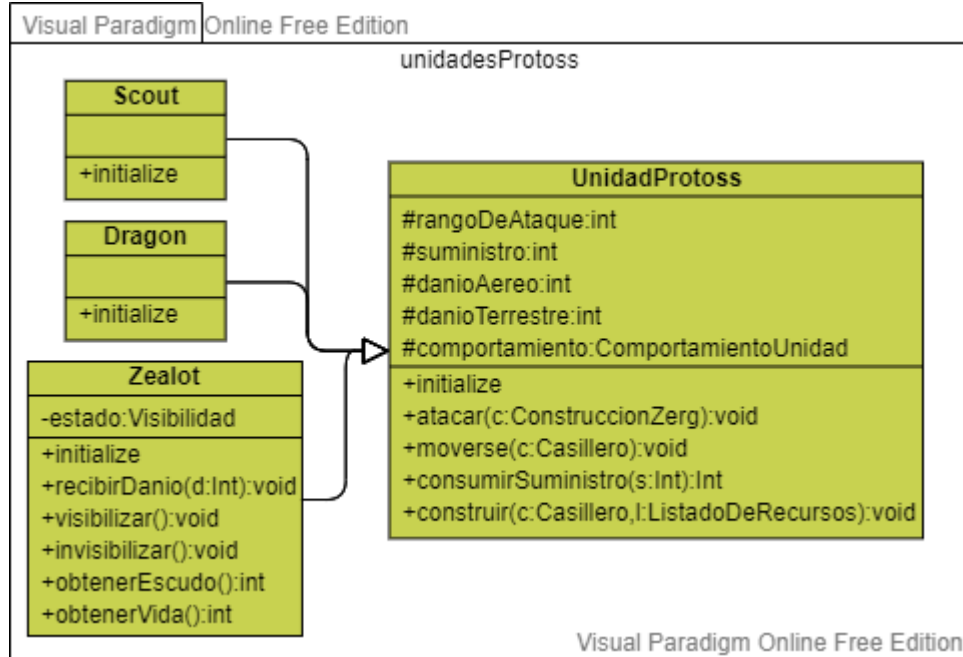 Visual Paradigm Online Free Edition
unidadesProtoss
Scout
+initialize
Dragon
+initialize
Zealot
-estado:Visibilidad
+initialize
+recibirDanio(d:Int):void
+visibilizar():void
+invisibilizar():void
+obtenerEscudo():int
+obtenerVida():int
UnidadProtoss
#rangoDeAtaque:int
#suministro:int
#danioAereo:int
#danioTerrestre:int
#comportamiento:ComportamientoUnidad
+initialize
+atacar(c:ConstruccionZerg):void
+moverse(c:Casillero):void
+consumirSuministro(s:Int):Int
+construir(c:Casillero,l:ListadoDeRecursos):void
Visual Paradigm Online Free Edition